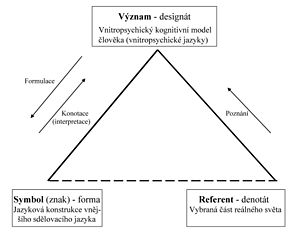 Význam - designát
Vnitropsychický kognitivní model
člověka (vnitropsychické jazyky)
Formulace
Konotace
(interpretace)
Poznání
Symbol (znak) - forma
Jazyková konstrukce vněj-
šího sdělovacího jazyka
Referent - denotát
Vybraná část reálného světa